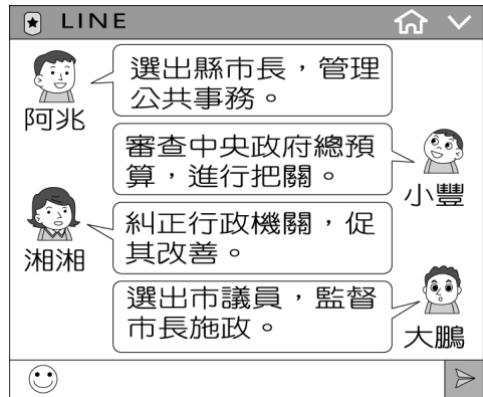 LINE
選出縣市長，管理
公共事務。
阿兆
審查中央政府總預
算，進行把關。
小豐
糾正行政機關，促
其改善。
湘湘
選出市議員，監督
市長施政。
大鵬